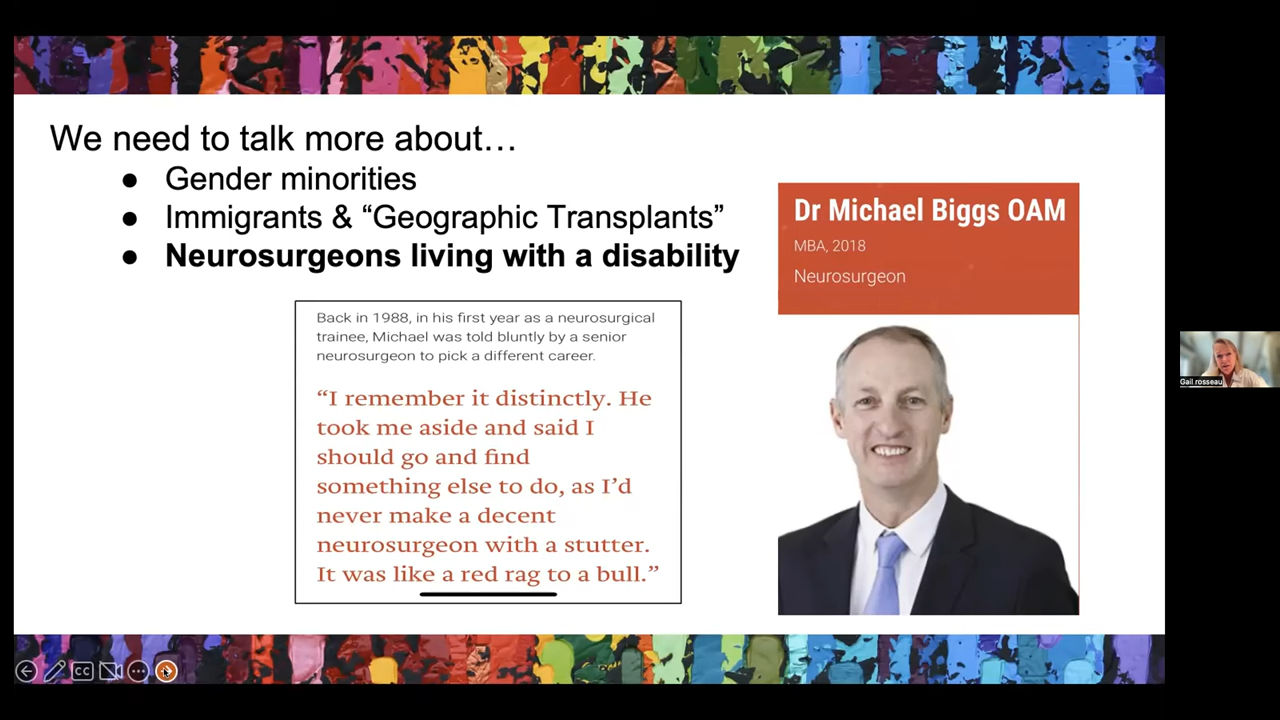 We need to talk more about…
● Gender minorities
● Immigrants & “Geographic Transplants”
● Neurosurgeons living with a disability
Back in 1988, in his first year as a neurosurgical
trainee, Michael was told bluntly by a senior
neurosurgeon to pick a different career.
“I remember it distinctly. He
took me aside and said I
should go and find
something else to do, as I’d
never make a decent
neurosurgeon with a stutter.
It was like a red rag to a bull.”
Dr Michael Biggs OAM
MBA, 2018
Neurosurgeon
Gail rosseau
CC